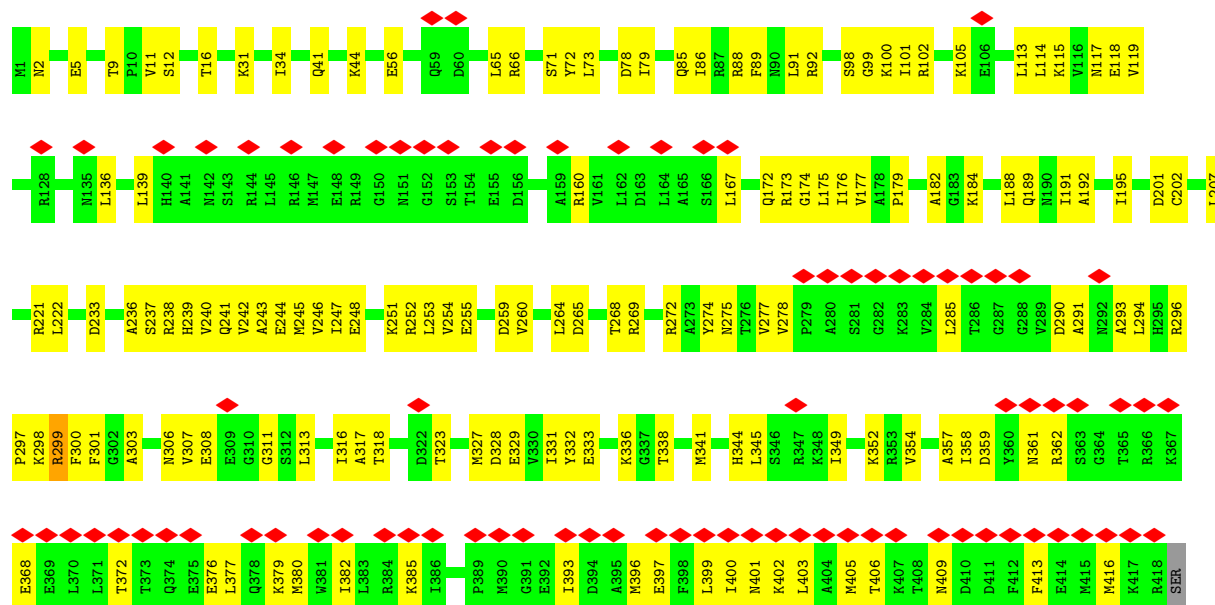 M1 N2 E5 T9 P10 V11 S12 T16 K31 I34 Q41 K44 E56 Q59 D60 L65 R66 S71 Y72 L73 D78 I79 Q85 I86 R87 R88 F89 N90 L91 R92 S98 G99 K100 I101 R102 K105 E106 L113 L114 K115 V116 N117 E118 V119
R128 N135 L136 L139 H140 A141 N142 S143 R144 L145 R146 M147 E148 R149 G150 N151 G152 S153 T154 E155 D156 A159 R160 V161 L162 D163 L164 A165 S166 L167 Q172 R173 G174 L175 I176 V177 A178 P179 A182 G183 K184 L188 Q189 N190 I191 A192 I195 D201 C202 L207
R221 L222 D233 A236 S237 R238 H239 V240 Q241 V242 A243 E244 M245 V246 I247 E248 K251 R252 L253 V254 E255 D259 V260 L264 D265 T268 R269 R272 A273 Y274 N275 T276 V277 V278 P279 A280 S281 G282 K283 V284 L285 T286 G287 G288 V289 D290 A291 N292 A293 L294 H295 R296
P297 K298 R299 F300 F301 G302 A303 N306 V307 E308 E309 G310 G311 S312 L313 I316 A317 T318 D322 T323 M327 D328 E329 V330 I331 Y332 E333 K336 G337 T338 M341 H344 L345 S346 R347 K348 I349 K352 R353 V354 A357 I358 D359 Y360 N361 R362 S363 G364 T365 R366 K367
E368 E369 L370 L371 T372 T373 Q374 E375 E376 L377 Q378 K379 M380 W381 I382 L383 R384 K385 I386 P389 M390 G391 E392 I393 D394 A395 M396 E397 F398 L399 I400 N401 K402 L403 A404 M405 T406 K407 T408 N409 D410 D411 F412 F413 E414 M415 M416 K417 R418 SER